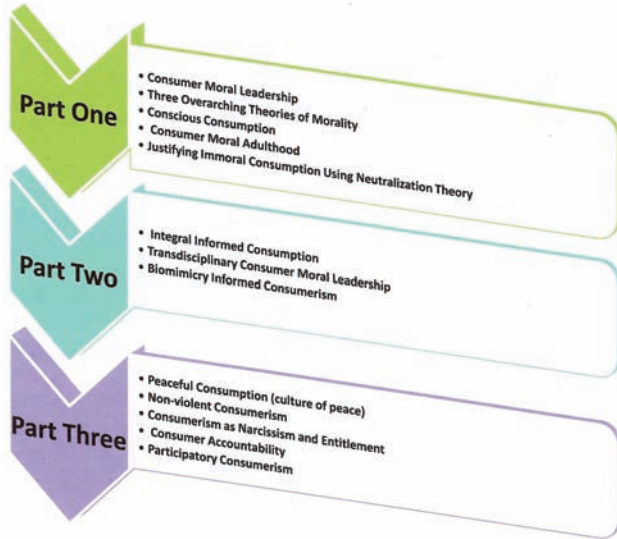 Part One
• Consumer Moral Leadership
• Three Overarching Theories of Morality
• Conscious Consumption
• Consumer Moral Adulthood
• Justifying Immoral Consumption Using Neutralization Theory
Part Two
• Integral Informed Consumption
• Transdisciplinary Consumer Moral Leadership
• Biomimicry Informed Consumerism
Part Three
• Peaceful Consumption (culture of peace)
• Non-violent Consumerism
• Consumerism as Narcissism and Entitlement
• Consumer Accountability
• Participatory Consumerism